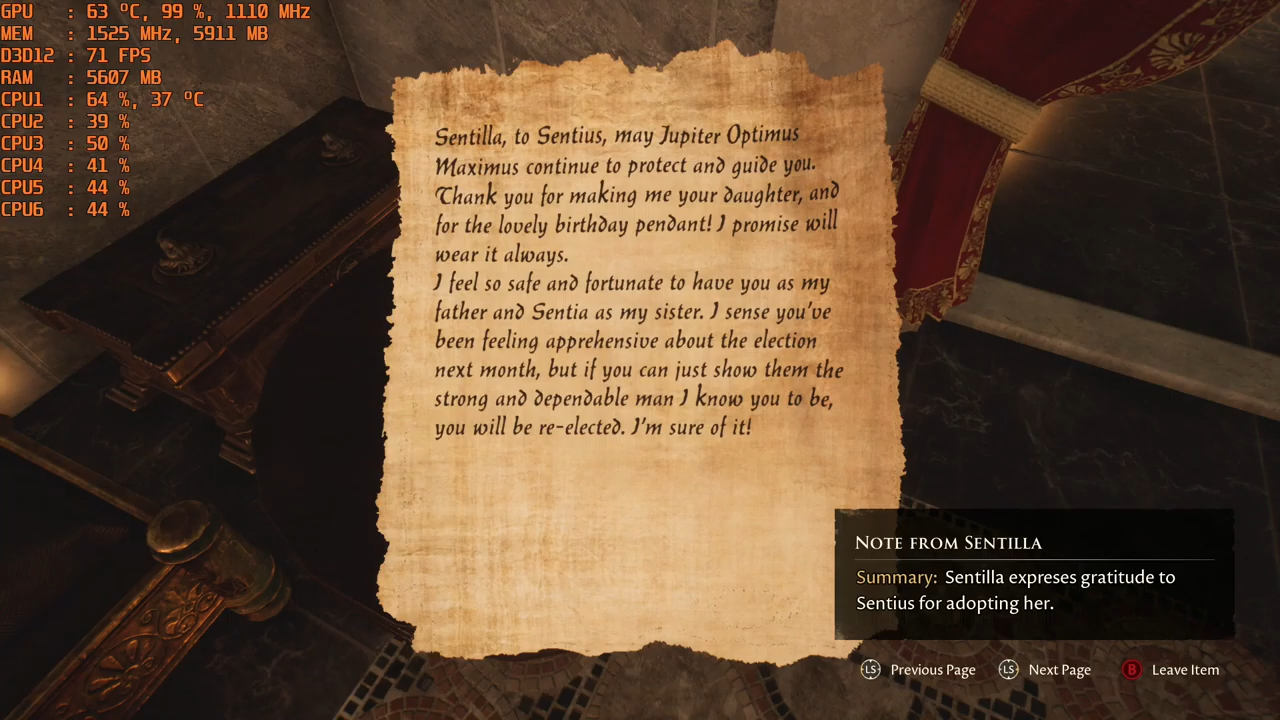 GPU : 63 ºC, 99 %, 1110 MHz
MEM : 1525 MHz, 5911 MB
D3D12 : 71 FPS
RAM : 5607 MB
CPU1 : 64 %, 37 ºC
CPU2 : 39 %
CPU3 : 50 %
CPU4 : 41 %
CPU5 : 44 %
CPU6 : 44 %
Sentilla, to Sentius, may Jupiter Optimus
Maximus continue to protect and guide you.
Thank you for making me your daughter, and
for the lovely birthday pendant! I promise will
wear it always.
I feel so safe and fortunate to have you as my
father and Sentia as my sister. I sense you've
been feeling apprehensive about the election
next month, but if you can just show them the
strong and dependable man I know you to be,
you will be re-elected. I'm sure of it!
Note from Sentilla
Summary: Sentilla expreses gratitude to
Sentius for adopting her.
LS Previous Page LS Next Page B Leave Item